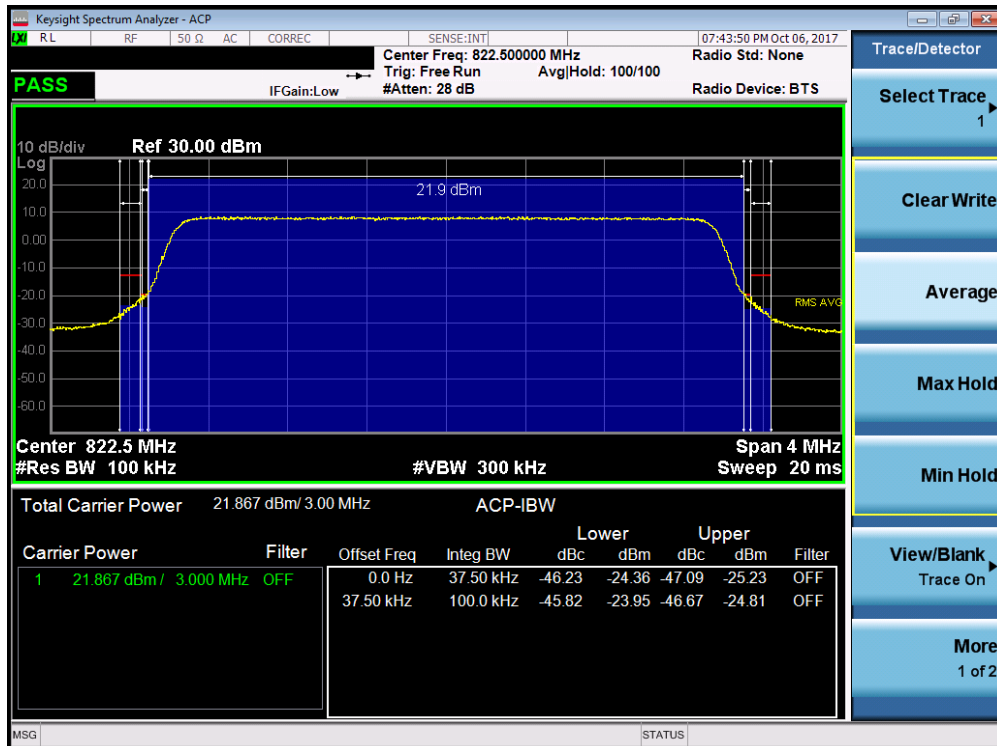 Keysight Spectrum Analyzer - ACP
LXI RL RF 50 Ω AC CORREC SENSE:INT 07:43:50 PM Oct 06, 2017
Center Freq: 822.500000 MHz Radio Std: None
Trig: Free Run Avg|Hold: 100/100
PASS IFGain:Low #Atten: 28 dB Radio Device: BTS
10 dB/div Ref 30.00 dBm
Log
20.0
21.9 dBm
10.0
0.00
-10.0
-20.0
RMS AVG
-30.0
-40.0
-50.0
-60.0
Center 822.5 MHz Span 4 MHz
#Res BW 100 kHz #VBW 300 kHz Sweep 20 ms
Total Carrier Power 21.867 dBm/ 3.00 MHz ACP-IBW
Lower Upper
Carrier Power Filter Offset Freq Integ BW dBc dBm dBc dBm Filter
1 21.867 dBm / 3.000 MHz OFF 0.0 Hz 37.50 kHz -46.23 -24.36 -47.09 -25.23 OFF
37.50 kHz 100.0 kHz -45.82 -23.95 -46.67 -24.81 OFF
MSG STATUS
Trace/Detector
Select Trace
1
Clear Write
Average
Max Hold
Min Hold
View/Blank
Trace On
More
1 of 2